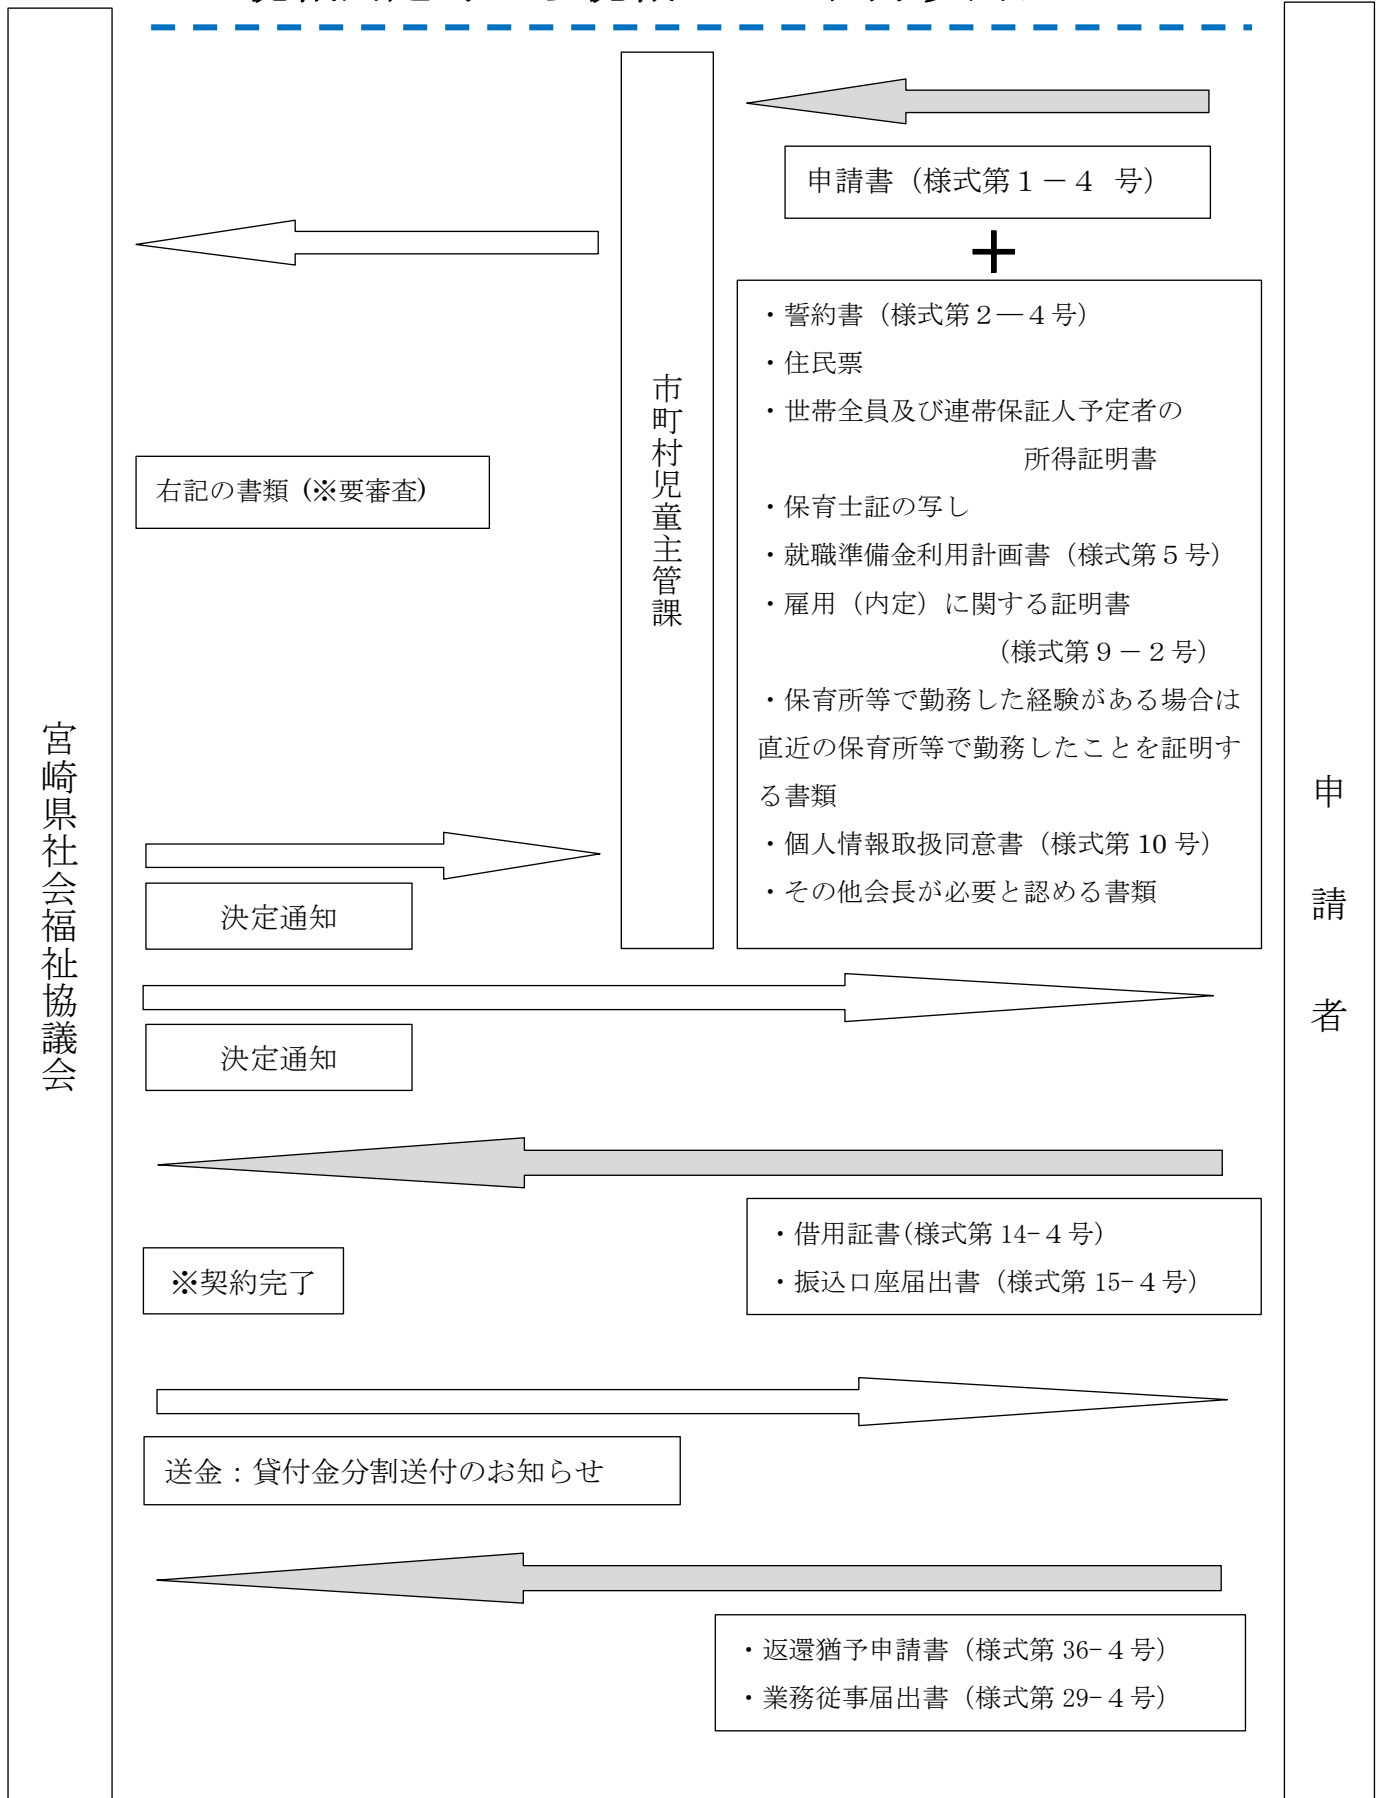 申請書（様式第１－４ 号）
＋
・誓約書（様式第２―４号）
・住民票
・世帯全員及び連帯保証人予定者の
所得証明書
・保育士証の写し
・就職準備金利用計画書（様式第５号）
・雇用（内定）に関する証明書
（様式第９－２号）
・保育所等で勤務した経験がある場合は
直近の保育所等で勤務したことを証明す
る書類
・個人情報取扱同意書（様式第 10 号）
・その他会長が必要と認める書類
市町村児童主管課
右記の書類 (※要審査)
宮崎県社会福祉協議会
申請者
決定通知
決定通知
・借用証書(様式第 14-４号)
・振込口座届出書（様式第 15-４号）
※契約完了
送金：貸付金分割送付のお知らせ
・返還猶予申請書（様式第 36-４号）
・業務従事届出書（様式第 29-４号）